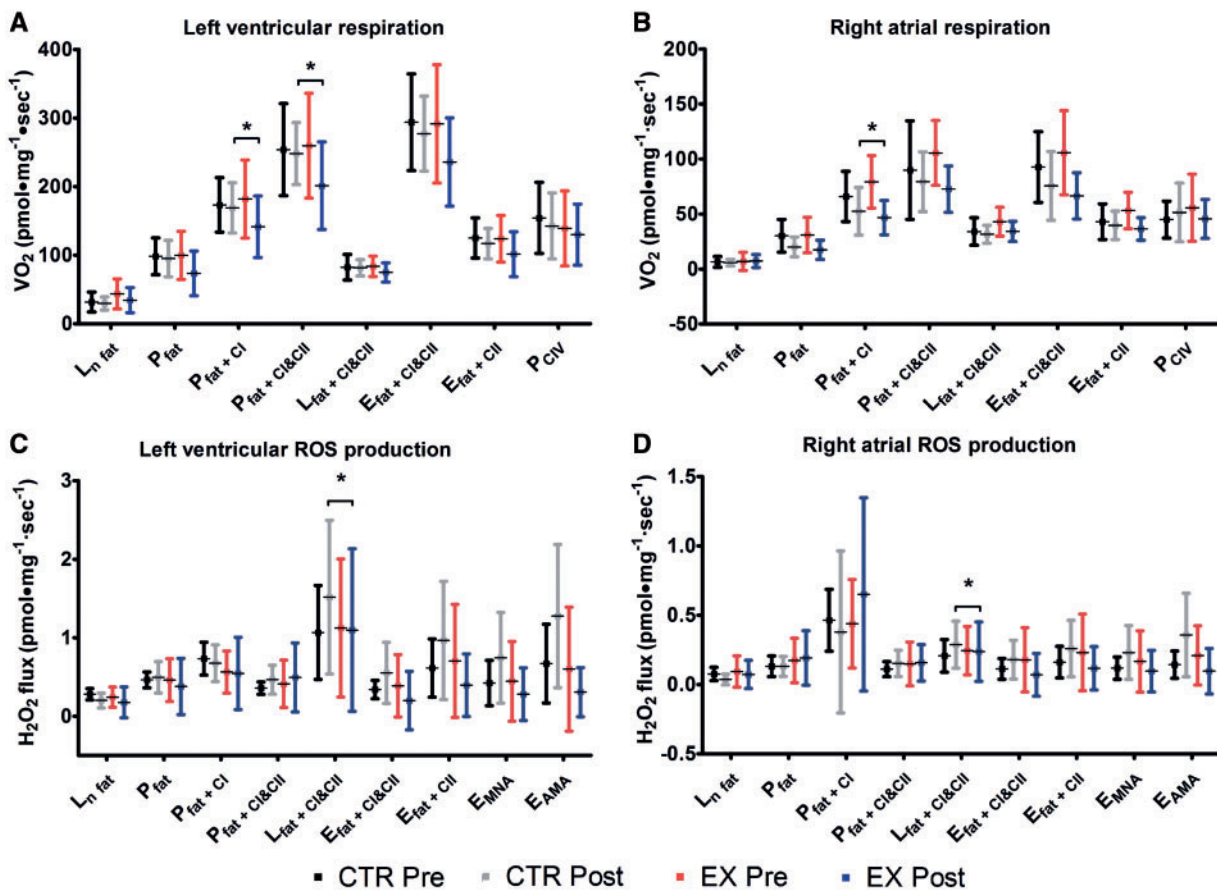 A
Left ventricular respiration
VO2 (pmol•mg-1•sec-1)
400
300
200
100
0
*
*
Ln fat
Pfat
Pfat + CI
Pfat + CI&CII
Lfat + CI&CII
Efat + CI&CII
Efat + CII
PCIV
B
Right atrial respiration
VO2 (pmol•mg-1·sec-1)
200
150
100
50
0
-50
*
Ln fat
Pfat
Pfat + CI
Pfat + CI&CII
Lfat + CI&CII
Efat + CI&CII
Efat + CII
PCIV
C
Left ventricular ROS production
H2O2 flux (pmol•mg-1·sec-1)
3
2
1
0
*
Ln fat
Pfat
Pfat + CI
Pfat + CI&CII
Lfat + CI&CII
Efat + CI&CII
Efat + CII
EMNA
EAMA
D
Right atrial ROS production
H2O2 flux (pmol•mg-1·sec-1)
1.5
1.0
0.5
0.0
-0.5
*
Ln fat
Pfat
Pfat + CI
Pfat + CI&CII
Lfat + CI&CII
Efat + CI&CII
Efat + CII
EMNA
EAMA
CTR Pre CTR Post EX Pre EX Post